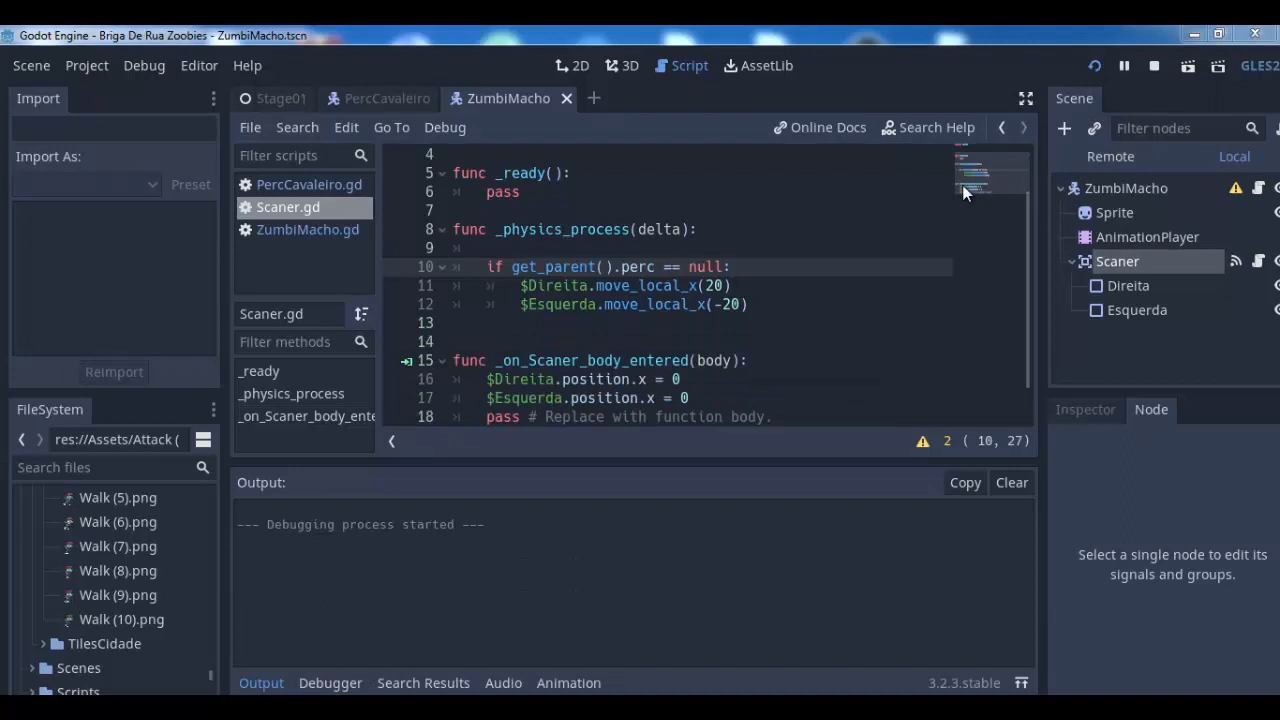 Godot Engine - Briga De Rua Zoobies - ZumbiMacho.tscn
Scene Project Debug Editor Help 2D 3D Script AssetLib GLES2
Import
Import As:
Preset
Reimport
FileSystem
res://Assets/Attack (
Search files
Walk (5).png
Walk (6).png
Walk (7).png
Walk (8).png
Walk (9).png
Walk (10).png
TilesCidade
Scenes
Scripts
Stage01 PercCavaleiro ZumbiMacho
File Search Edit Go To Debug Online Docs Search Help
Filter scripts
PercCavaleiro.gd
Scaner.gd
ZumbiMacho.gd
Scaner.gd
Filter methods
_ready
_physics_process
_on_Scaner_body_ente
4
5 func _ready():
6 pass
7
8 func _physics_process(delta):
9
10 if get_parent().perc == null:
11 $Direita.move_local_x(20)
12 $Esquerda.move_local_x(-20)
13
14
15 func _on_Scaner_body_entered(body):
16 $Direita.position.x = 0
17 $Esquerda.position.x = 0
18 pass # Replace with function body.
2 ( 10, 27)
Output: Copy Clear
--- Debugging process started ---
Output Debugger Search Results Audio Animation 3.2.3.stable
Scene
Filter nodes
Remote Local
ZumbiMacho
Sprite
AnimationPlayer
Scaner
Direita
Esquerda
Inspector Node
Select a single node to edit its
signals and groups.